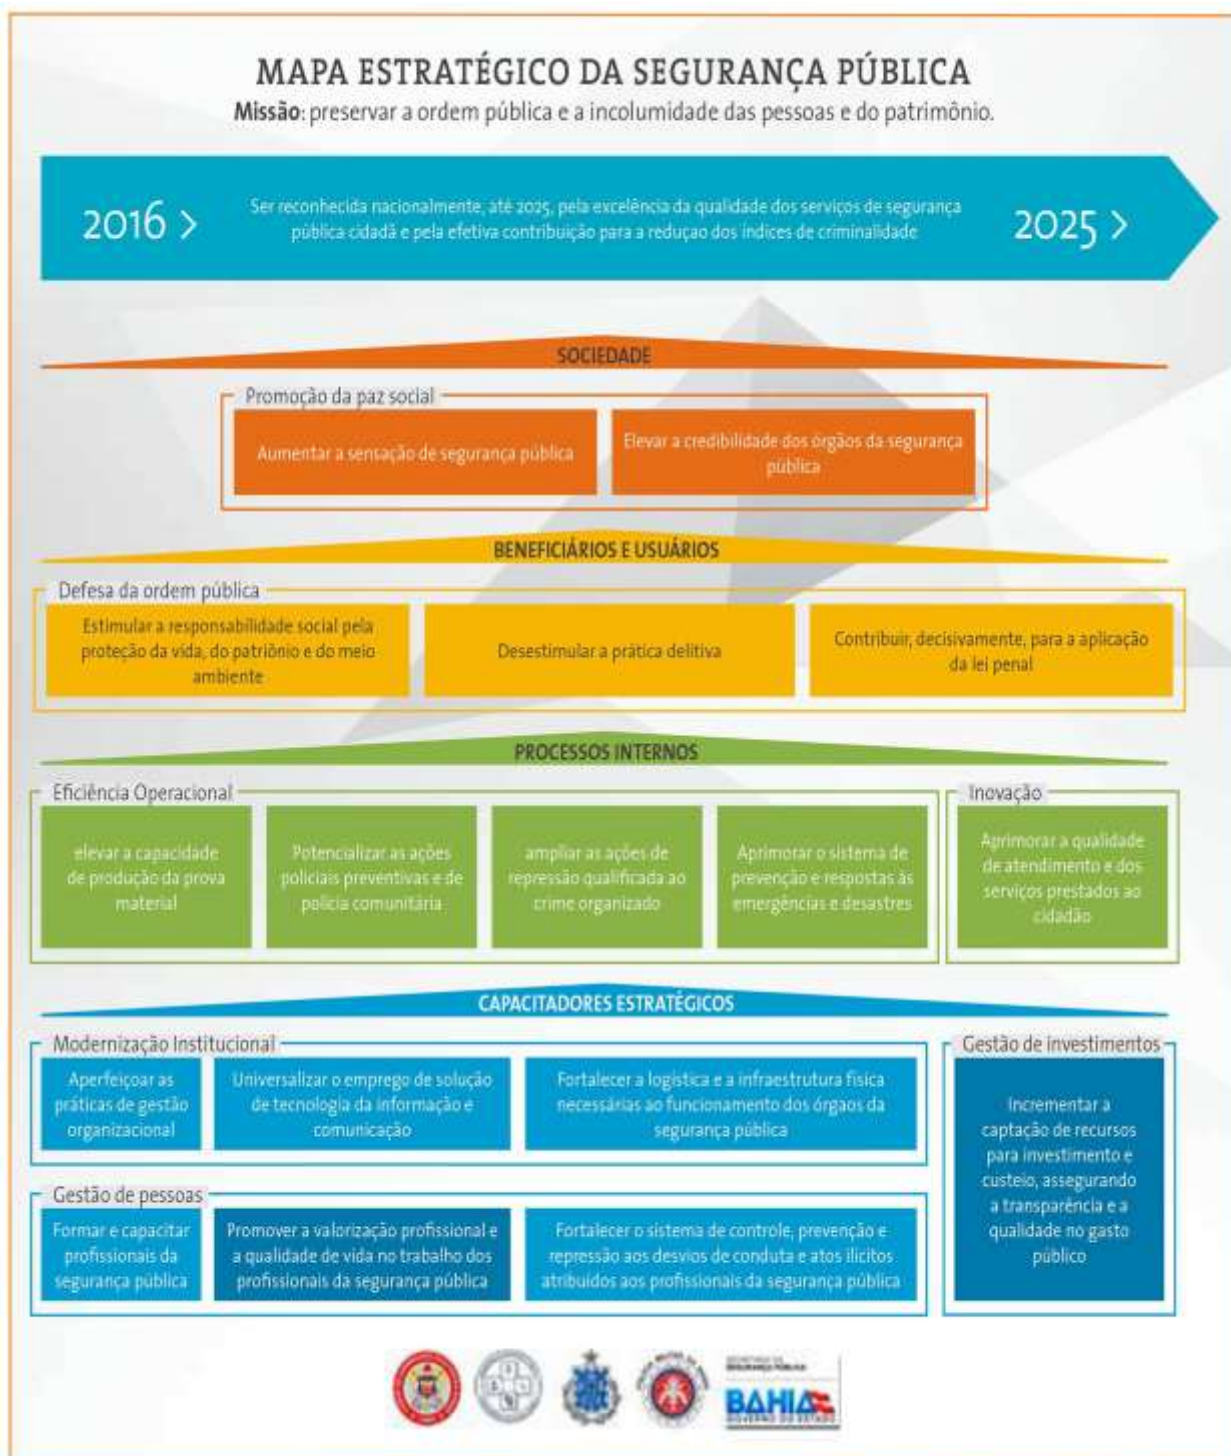 MAPA ESTRATÉGICO DA SEGURANÇA PÚBLICA
Missão: preservar a ordem pública e a incolumidade das pessoas e do patrimônio.
2016 >
Ser reconhecida nacionalmente, até 2025, pela excelência da qualidade dos serviços de segurança
pública cidadã e pela efetiva contribuição para a reduçao dos índices de criminalidade
2025 >
SOCIEDADE
Promoção da paz social
Aumentar a sensação de segurança pública
Elevar a credibilidade dos órgãos da segurança
pública
BENEFICIÁRIOS E USUÁRIOS
Defesa da ordem pública
Estimular a responsabilidade social pela
proteção da vida, do patriônio e do meio
ambiente
Desestimular a prática delitiva
Contribuir, decisivamente, para a aplicação
da lei penal
PROCESSOS INTERNOS
Eficiência Operacional
elevar a capacidade
de produção da prova
material
Potencializar as ações
policiais preventivas e de
polícia comunitária
ampliar as ações de
repressão qualificada ao
crime organizado
Aprimorar o sistema de
prevenção e respostas às
emergências e desastres
Inovação
Aprimorar a qualidade
de atendimento e dos
serviços prestados ao
cidadão
CAPACITADORES ESTRATÉGICOS
Modernização Institucional
Aperfeiçoar as
práticas de gestão
organizacional
Universalizar o emprego de solução
de tecnologia da informação e
comunicação
Fortalecer a logística e a infraestrutura física
necessárias ao funcionamento dos órgaos da
segurança pública
Gestão de investimentos
Incrementar a
captação de recursos
para investimento e
custeio, assegurando
a transparência e a
qualidade no gasto
público
Gestão de pessoas
Formar e capacitar
profissionais da
segurança pública
Promover a valorização profissional e
a qualidade de vida no trabalho dos
profissionais da segurança pública
Fortalecer o sistema de controle, prevenção e
repressão aos desvios de conduta e atos ilícitos
atribuídos aos profissionais da segurança pública
SECRETARIA DA
SEGURANÇA PÚBLICA
BAHIA
GOVERNO DO ESTADO